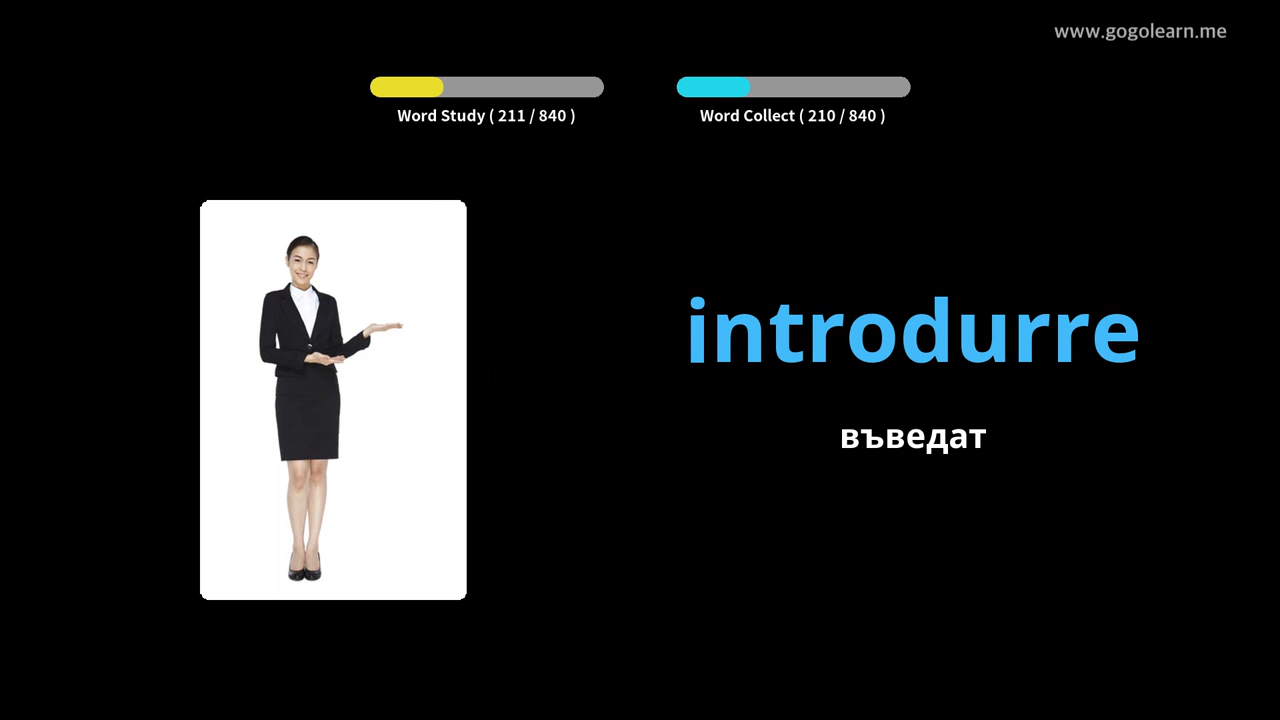 www.gogolearn.me
Word Study ( 211 / 840 )
Word Collect ( 210 / 840 )
introdurre
въведат